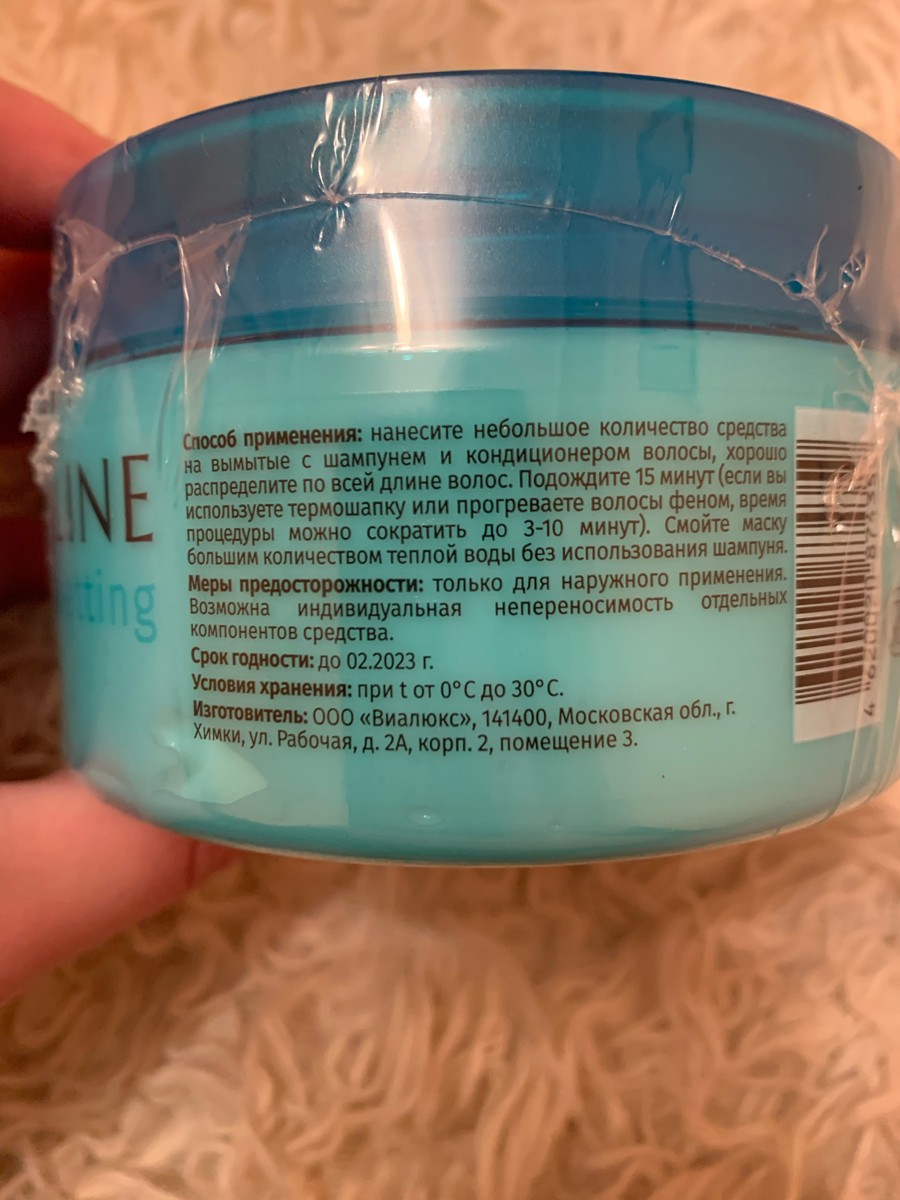 LINE
Способ применения: нанесите небольшое количество средства
на вымытые с шампунем и кондиционером волосы, хорошо
распределите по всей длине волос. Подождите 15 минут (если вы
используете термошапку или прогреваете волосы феном, время
процедуры можно сократить до 3-10 минут). Смойте маску
большим количеством теплой воды без использования шампуня.
Меры предосторожности: только для наружного применения.
Возможна индивидуальная непереносимость отдельных
компонентов средства.
Срок годности: до 02.2023 г.
Условия хранения: при t от 0°C до 30°C.
Изготовитель: ООО «Виалюкс», 141400, Московская обл., г.
Химки, ул. Рабочая, д. 2А, корп. 2, помещение 3.